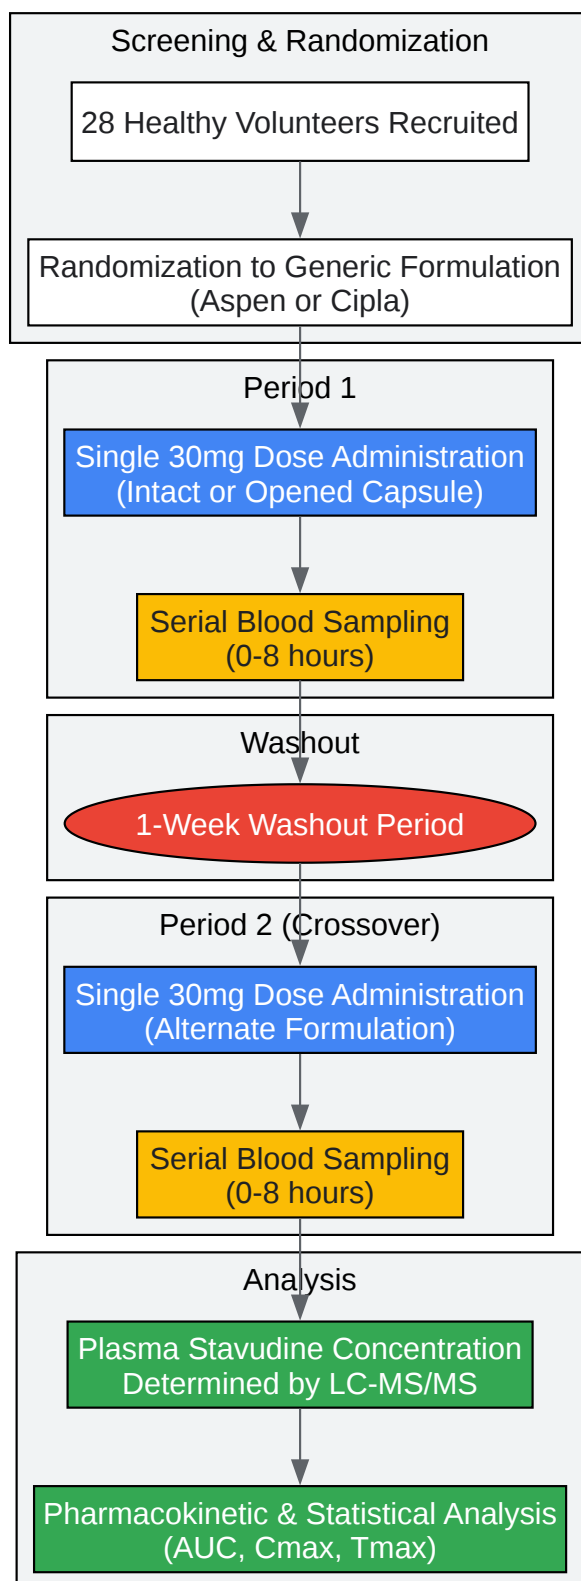 Screening & Randomization
28 Healthy Volunteers Recruited
Randomization to Generic Formulation
(Aspen or Cipla)
Period 1
Single 30mg Dose Administration
(Intact or Opened Capsule)
Serial Blood Sampling
(0-8 hours)
Washout
1-Week Washout Period
Period 2 (Crossover)
Single 30mg Dose Administration
(Alternate Formulation)
Serial Blood Sampling
(0-8 hours)
Analysis
Plasma Stavudine Concentration
Determined by LC-MS/MS
Pharmacokinetic & Statistical Analysis
(AUC, Cmax, Tmax)